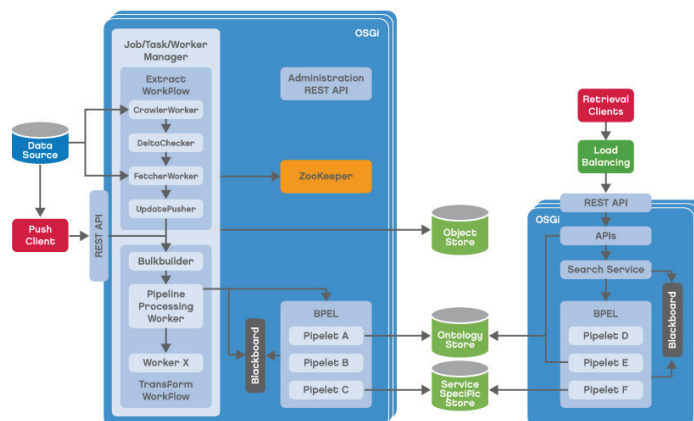 OSGi
Job/Task/Worker
Manager
Extract
Workflow
CrawlerWorker
DeltaChecker
FetcherWorker
UpdatePusher
Administration
REST API
ZooKeeper
Data
Source
Push
Client
REST API
Bulkbuilder
Pipeline
Processing
Worker
Worker X
Transform
Workflow
Blackboard
BPEL
Pipelet A
Pipelet B
Pipelet C
Object
Store
Ontology
Store
Service
Specific
Store
Retrieval
Clients
Load
Balancing
REST API
OSGi
APIs
Search Service
BPEL
Pipelet D
Pipelet E
Pipelet F
Blackboard